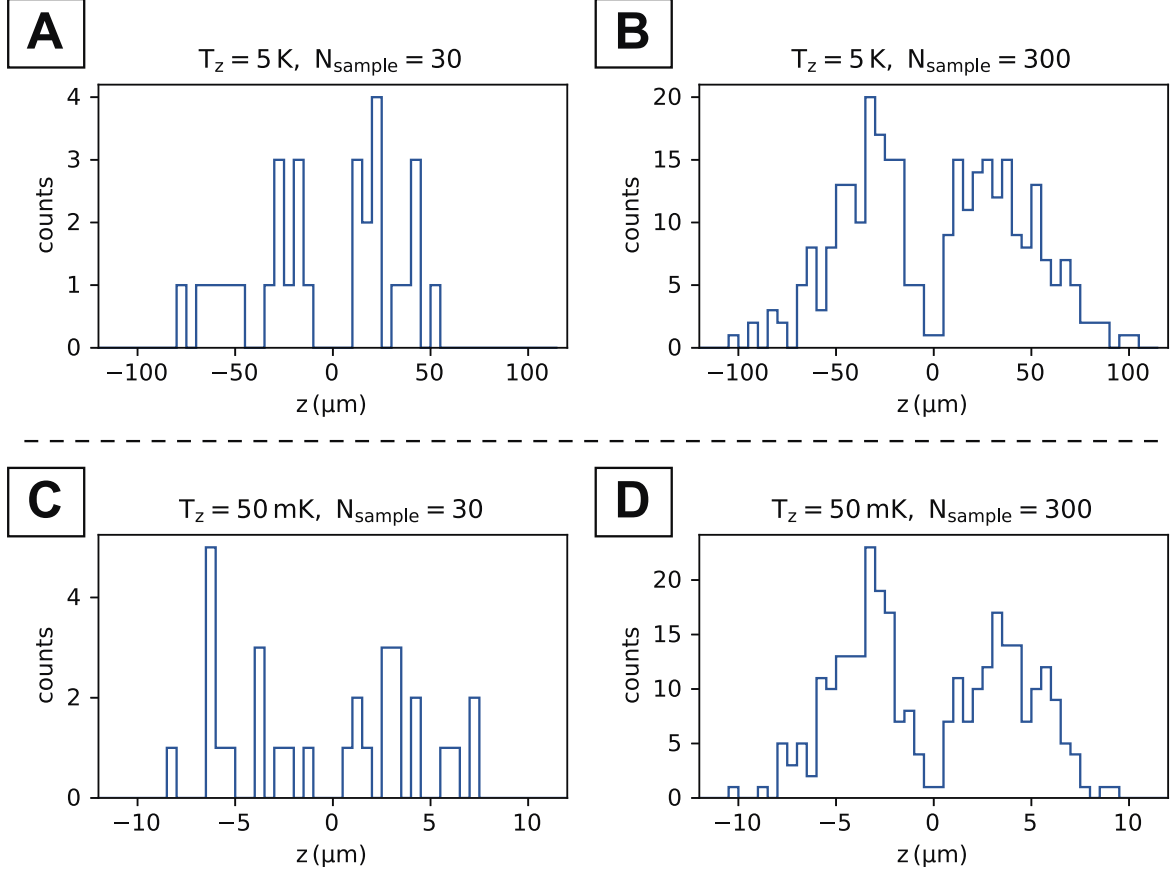 A
T_z = 5 K, N_sample = 30
counts
4
3
2
1
0
−100 −50 0 50 100
z (μm)
B
T_z = 5 K, N_sample = 300
counts
20
15
10
5
0
−100 −50 0 50 100
z (μm)
C
T_z = 50 mK, N_sample = 30
counts
4
2
0
−10 −5 0 5 10
z (μm)
D
T_z = 50 mK, N_sample = 300
counts
20
15
10
5
0
−10 −5 0 5 10
z (μm)